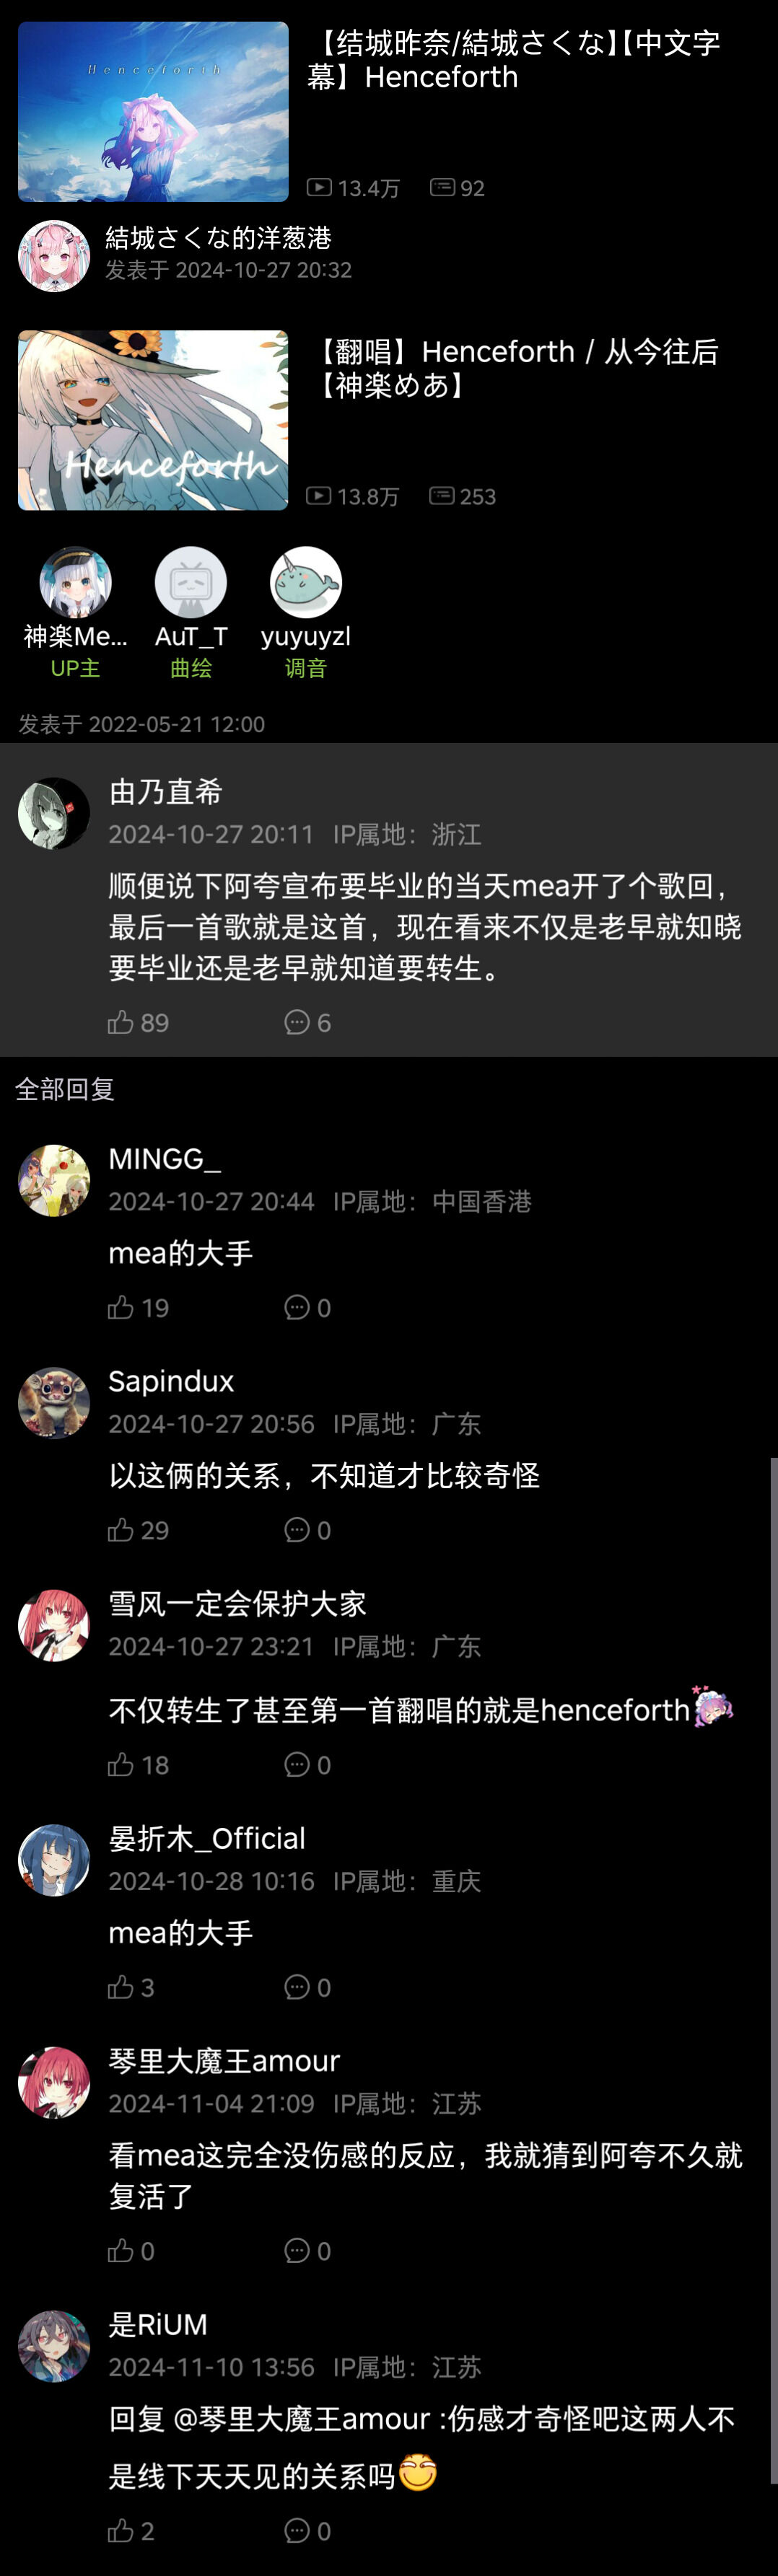 Henceforth
【结城昨奈/結城さくな】【中文字
幕】Henceforth
13.4万 92
結城さくな的洋葱港
发表于 2024-10-27 20:32
Henceforth
【翻唱】Henceforth / 从今往后
【神楽めあ】
13.8万 253
神楽Me... AuT_T yuyuyzl
UP主 曲绘 调音
发表于 2022-05-21 12:00
由乃直希
2024-10-27 20:11 IP属地：浙江
顺便说下阿夸宣布要毕业的当天mea开了个歌回，
最后一首歌就是这首，现在看来不仅是老早就知晓
要毕业还是老早就知道要转生。
89 6
全部回复
MINGG_
2024-10-27 20:44 IP属地：中国香港
mea的大手
19 0
Sapindux
2024-10-27 20:56 IP属地：广东
以这俩的关系，不知道才比较奇怪
29 0
雪风一定会保护大家
2024-10-27 23:21 IP属地：广东
不仅转生了甚至第一首翻唱的就是henceforth
18 0
晏折木_Official
2024-10-28 10:16 IP属地：重庆
mea的大手
3 0
琴里大魔王amour
2024-11-04 21:09 IP属地：江苏
看mea这完全没伤感的反应，我就猜到阿夸不久就
复活了
0 0
是RiUM
2024-11-10 13:56 IP属地：江苏
回复 @琴里大魔王amour :伤感才奇怪吧这两人不
是线下天天见的关系吗
2 0